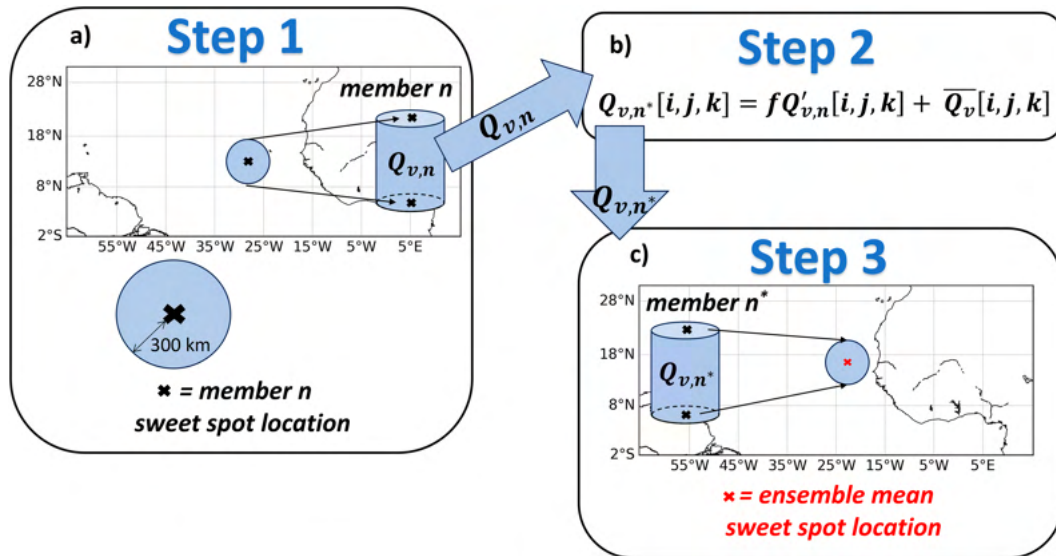 a)
Step 1
28°N
18°N
8°N
2°S
55°W 45°W 35°W 25°W 15°W 5°W 5°E
member n
Q_{v,n}
300 km
✖ = member n
sweet spot location
Q_{v,n}
b)
Step 2
Q_{v,n*}[i,j,k] = fQ′_{v,n}[i,j,k] + \overline{Q_v}[i,j,k]
Q_{v,n*}
c)
Step 3
28°N
18°N
8°N
2°S
55°W 45°W 35°W 25°W 15°W 5°W 5°E
member n*
Q_{v,n*}
✖ = ensemble mean
sweet spot location